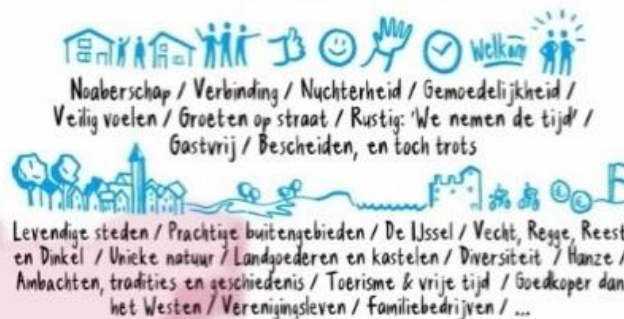 Welkom
Noaberschap / Verbinding / Nuchterheid / Gemoedelijkheid /
Veilig voelen / Groeten op straat / Rustig: 'We nemen de tijd' /
Gastvrij / Bescheiden, en toch trots
Levendige steden / Prachtige buitengebieden / De IJssel / Vecht, Regge, Reest
en Dinkel / Unieke natuur / Landgoederen en kastelen / Diversiteit / Hanze /
Ambachten, tradities en geschiedenis / Toerisme & vrije tijd / Goedkoper dan
het Westen / Verenigingsleven / Familiebedrijven / ...